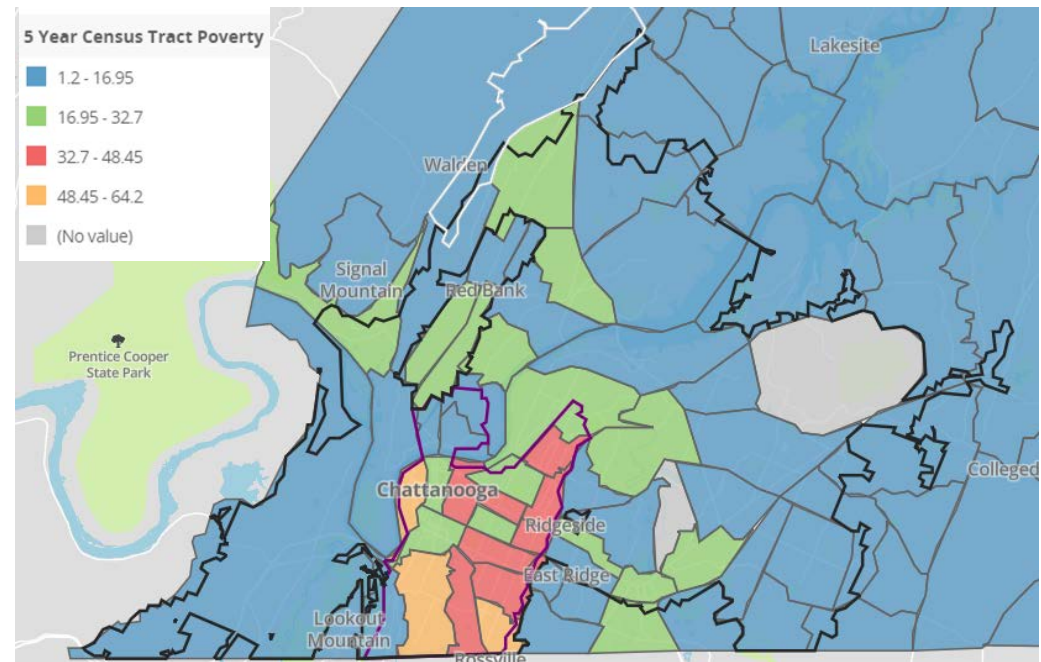 5 Year Census Tract Poverty
1.2 - 16.95
16.95 - 32.7
32.7 - 48.45
48.45 - 64.2
(No value)
Lakesite
Walden
Signal
Mountain
Red Bank
Prentice Cooper
State Park
Colleged
Chattanooga
Ridgeside
East Ridge
Lookout
Mountain
Rossville